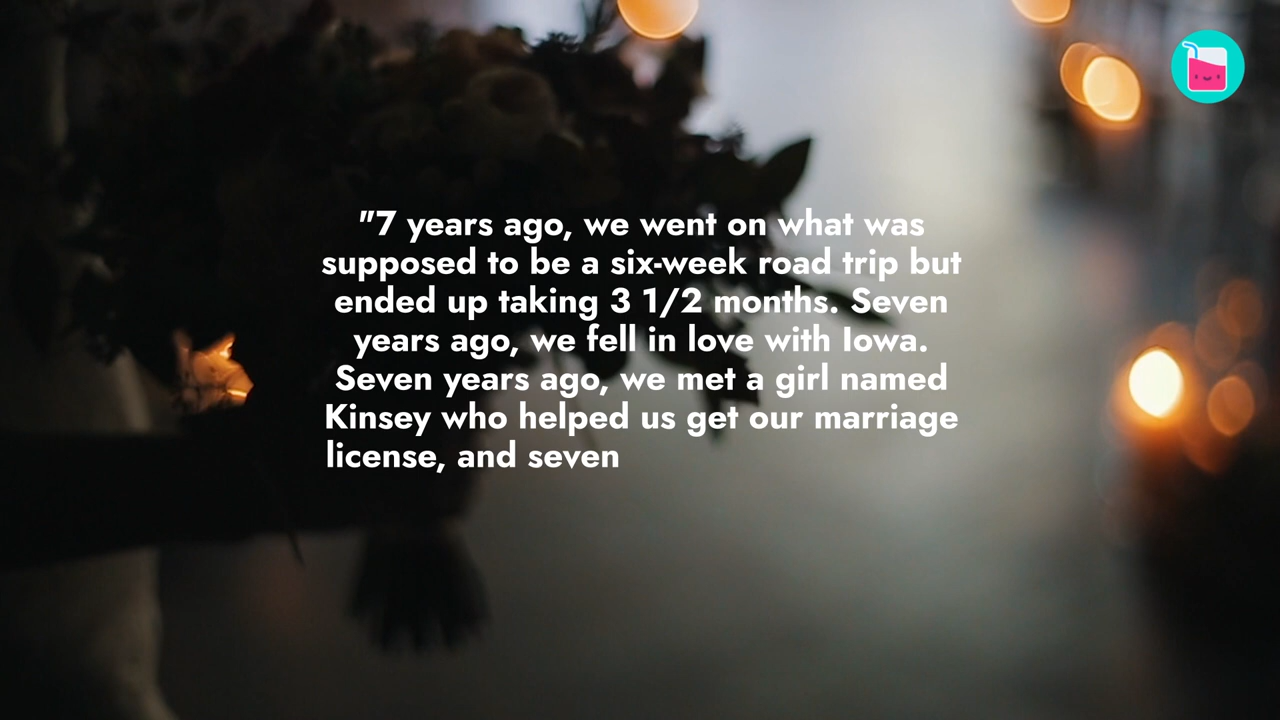 "7 years ago, we went on what was
supposed to be a six-week road trip but
ended up taking 3 1/2 months. Seven
years ago, we fell in love with Iowa.
Seven years ago, we met a girl named
Kinsey who helped us get our marriage
license, and seven